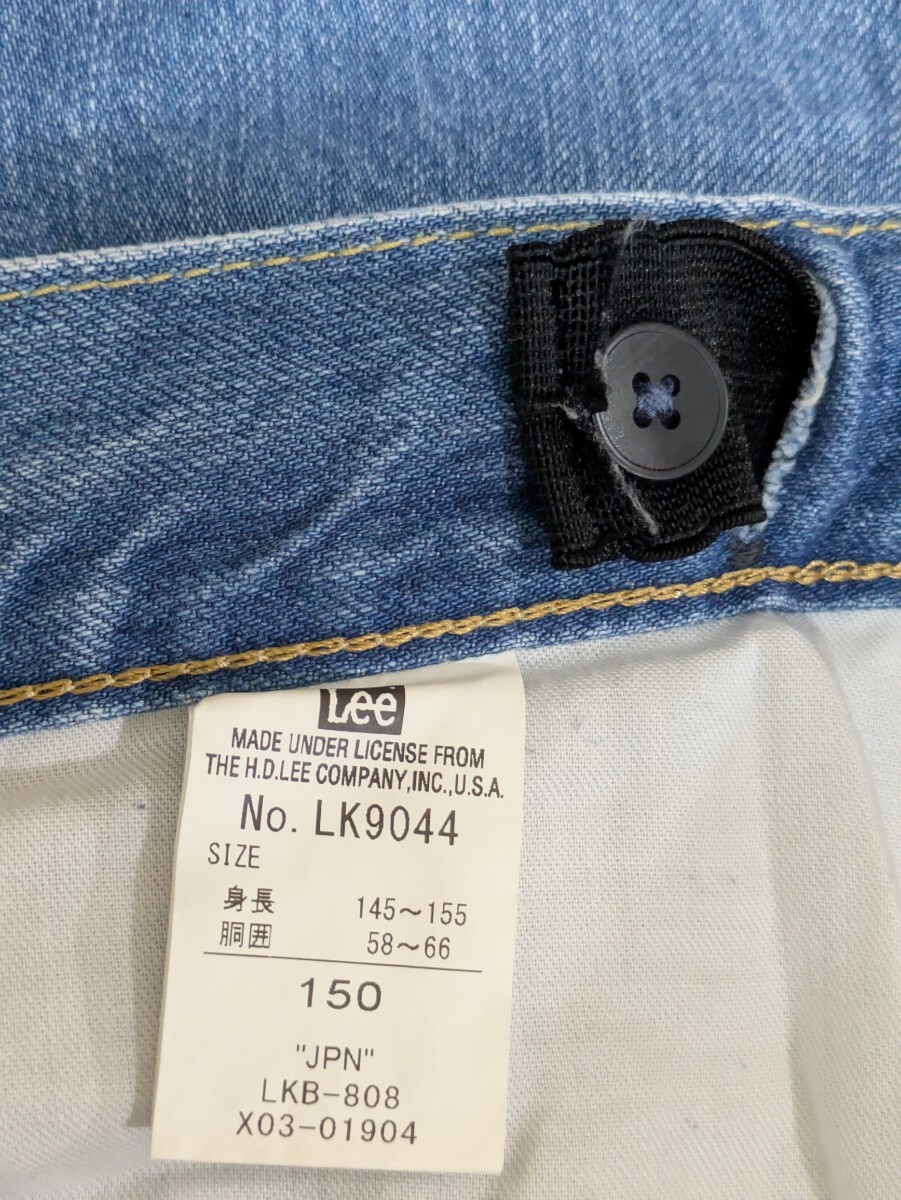 Lee
MADE UNDER LICENSE FROM
THE H.D.LEE COMPANY,INC.,U.S.A.
No. LK9044
SIZE
身長 145～155
胴囲 58～66
150
"JPN"
LKB-808
X03-01904